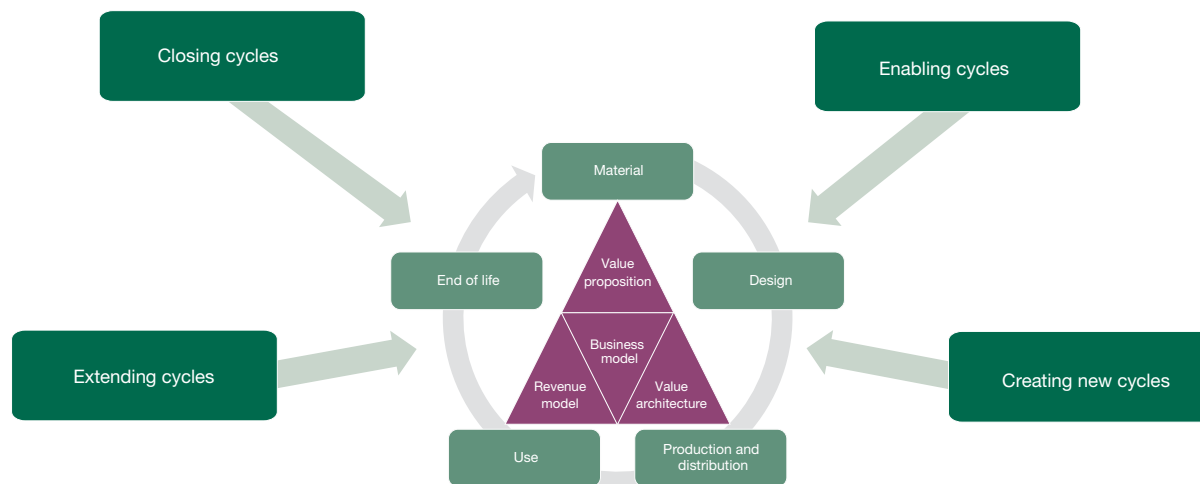 Closing cycles
Enabling cycles
Material
Value
proposition
End of life
Design
Business
model
Extending cycles
Revenue
model
Value
architecture
Creating new cycles
Use
Production and
distribution